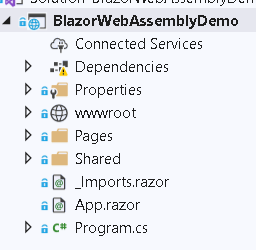 BlazorWebAssemblyDemo
Connected Services
Dependencies
Properties
wwwroot
Pages
Shared
_Imports.razor
App.razor
C# Program.cs